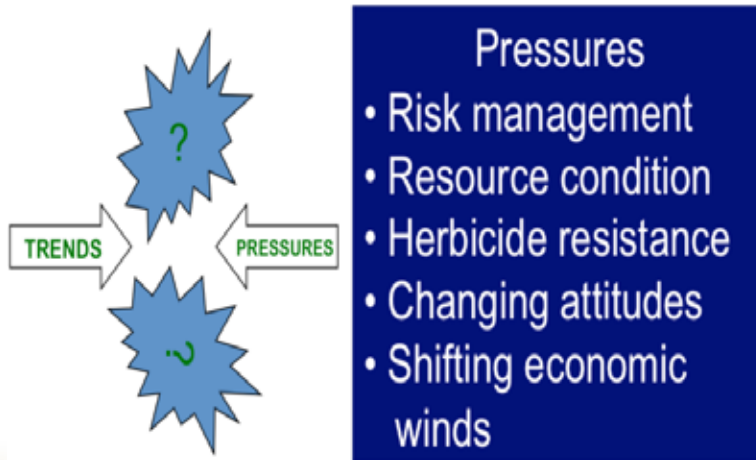 ?
TRENDS
PRESSURES
?
Pressures
• Risk management
• Resource condition
• Herbicide resistance
• Changing attitudes
• Shifting economic
winds